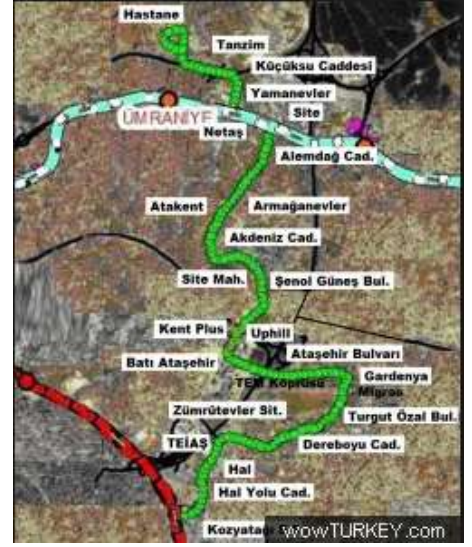 Hastane
Tanzim
Küçüksu Caddesi
Yamanevler
Site
ÜMRANİYE
Notaş
Alemdağ Cad.
Atakent
Armağanevler
Akdeniz Cad.
Site Mah.
Şenol Güneş Bul.
Kent Plus
Uphill
Ataşehir Bulvarı
Batı Ataşehir
Gardenya
TEM Köprüsü
Migros
Zümrütevler Sit.
Turgut Özal Bul.
TEİAŞ
Dereboyu Cad.
Hal
Hal Yolu Cad.
Kozyatağı
wowTURKEY.com